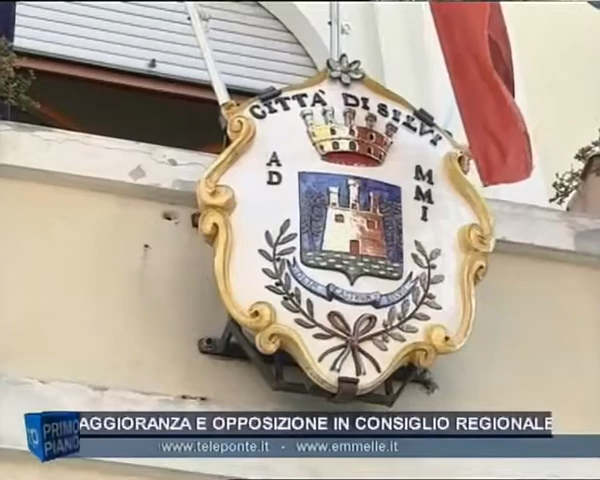 CITTÀ DI SILVI
AD MMI
AGGIORANZA E OPPOSIZIONE IN CONSIGLIO REGIONALE
PRIMO
PIANO
www.teleponte.it - www.emmelle.it